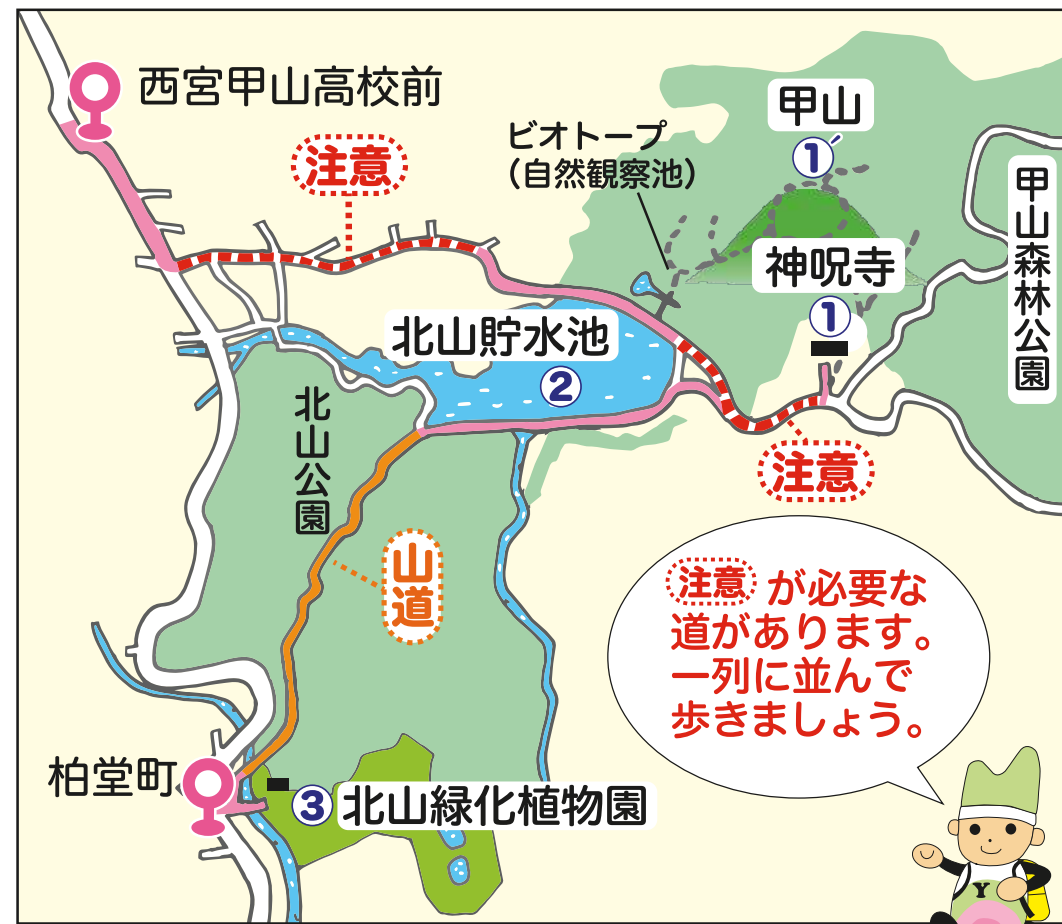 西宮甲山高校前
注意
ビオトープ
(自然観察池)
甲山
①´
神呪寺
①
甲山森林公園
北山貯水池
②
注意
北山公園
山道
注意が必要な
道があります。
一列に並んで
歩きましょう。
柏堂町
③北山緑化植物園
Y